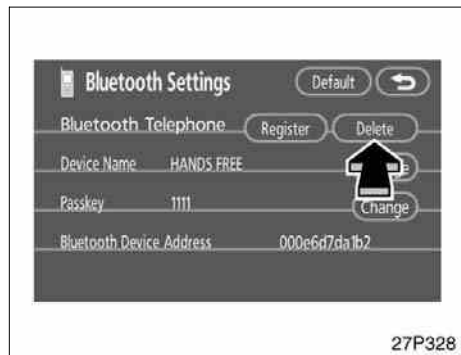 Bluetooth Settings Default
Bluetooth Telephone Register Delete
Device Name HANDS FREE
Passkey 1111 Change
Bluetooth Device Address 000e6d7da1b2
27P328